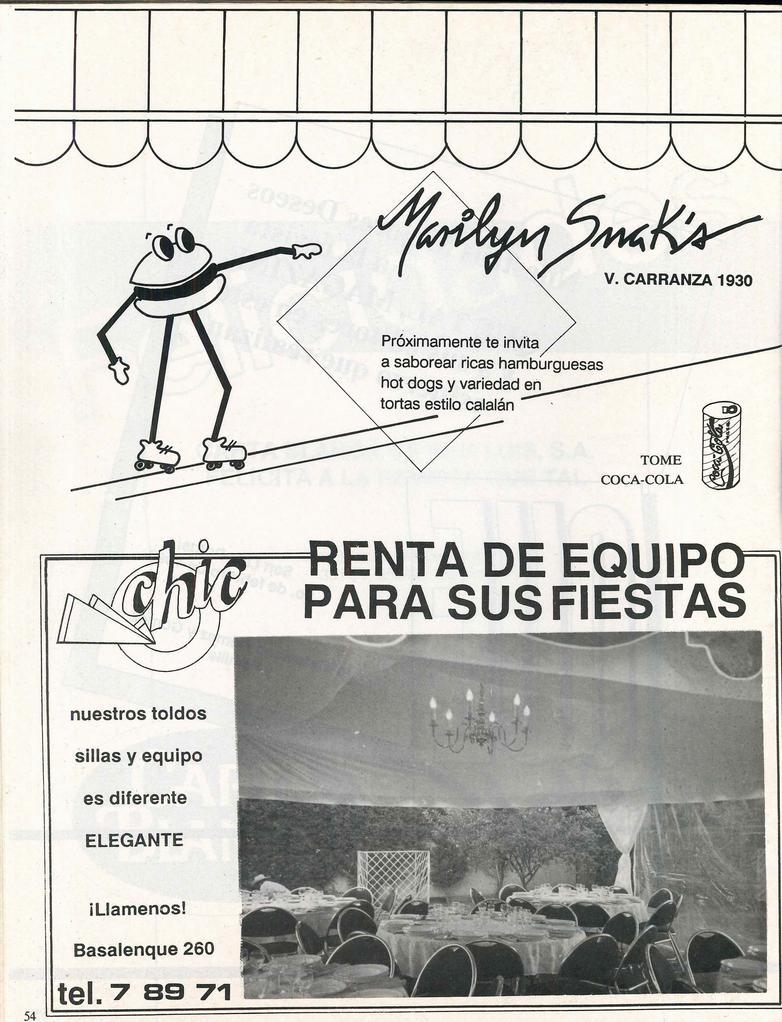 Marilyn Snak's
V. CARRANZA 1930
Próximamente te invita
a saborear ricas hamburguesas
hot dogs y variedad en
tortas estilo calalán
TOME
COCA-COLA
Coca-Cola
chic
RENTA DE EQUIPO
PARA SUS FIESTAS
nuestros toldos
sillas y equipo
es diferente
ELEGANTE
¡Llamenos!
Basalenque 260
tel. 7 89 71
54